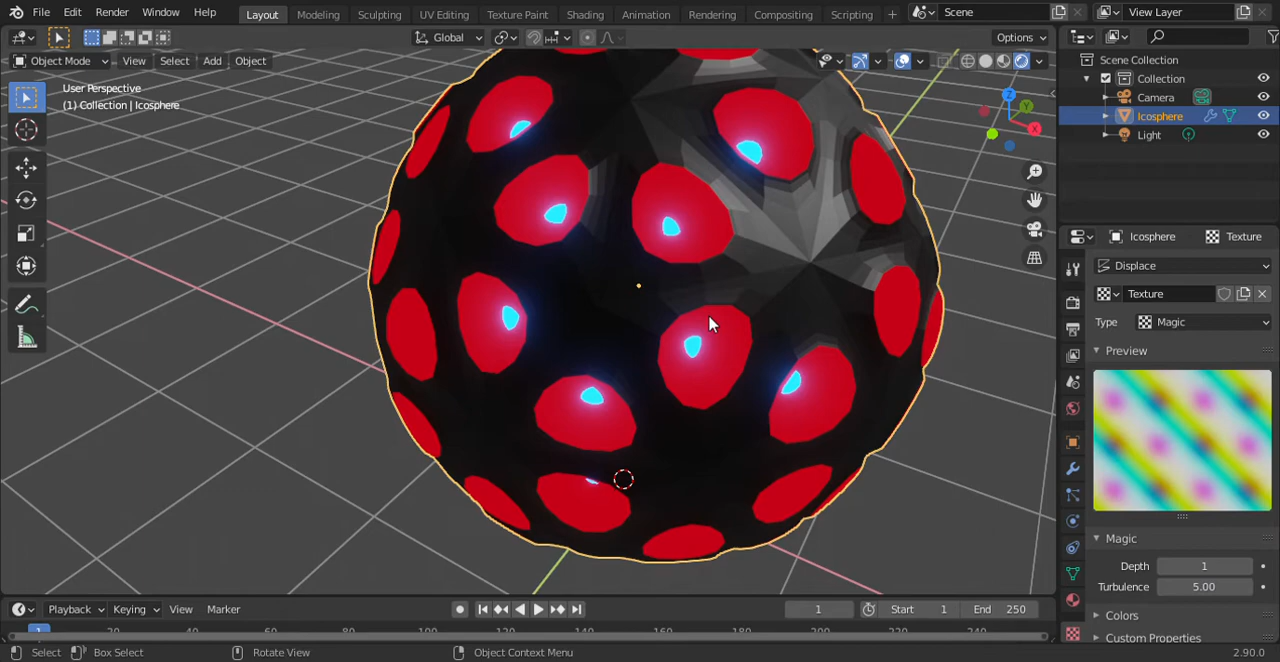 File Edit Render Window Help Layout Modeling Sculpting UV Editing Texture Paint Shading Animation Rendering Compositing Scripting + Scene View Layer
Global Options
Object Mode View Select Add Object
User Perspective
(1) Collection | Icosphere
Z
Y
X
Scene Collection
Collection
Camera
Icosphere
Light
Icosphere Texture
Displace
Texture
Type Magic
Preview
Magic
Depth 1
Turbulence 5.00
Colors
Custom Properties
Playback Keying View Marker 1 Start 1 End 250
1 20 80 100 120 140 160 180 200 220 240
Select Box Select Rotate View Object Context Menu 2.90.0